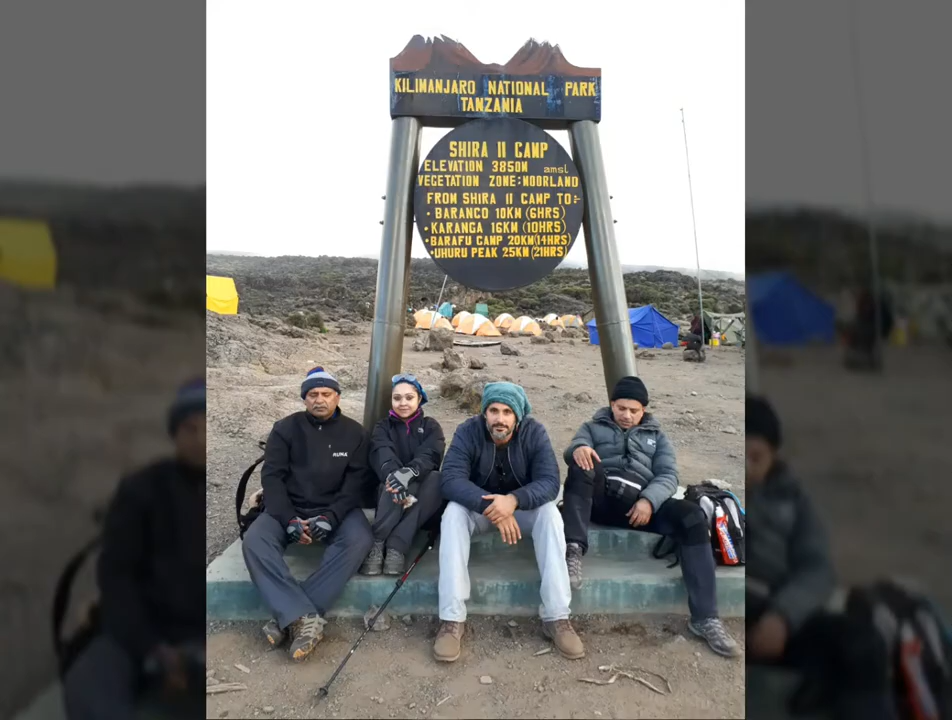 KILIMANJARO NATIONAL PARK
TANZANIA
SHIRA II CAMP
ELEVATION 3850M amsl
VEGETATION ZONE:MOORLAND
FROM SHIRA II CAMP TO:-
• BARANCO 10KM (6HRS)
• KARANGA 16KM (10HRS)
• BARAFU CAMP 20KM(14HRS)
• UHURU PEAK 25KM (21HRS)